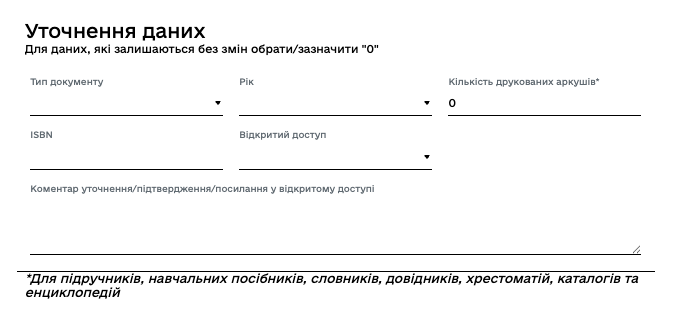 Уточнення даних
Для даних, які залишаються без змін обрати/зазначити "0"
Тип документу
Рік
Кількість друкованих аркушів*
0
ISBN
Відкритий доступ
Коментар уточнення/підтвердження/посилання у відкритому доступі
*Для підручників, навчальних посібників, словників, довідників, хрестоматій, каталогів та
енциклопедій